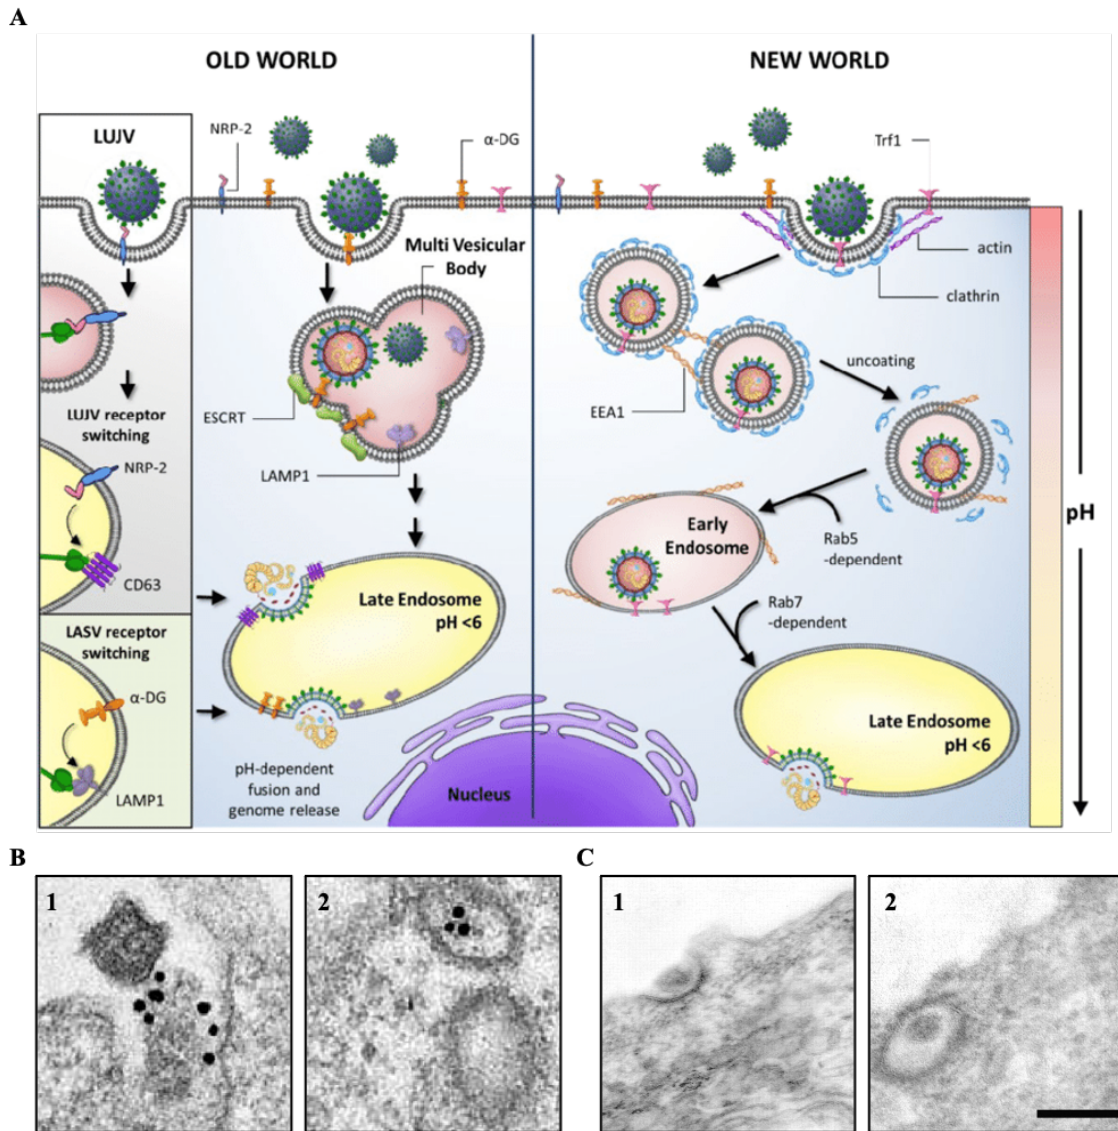 A
OLD WORLD
NEW WORLD
LUJV
NRP-2
α-DG
Trf1
Multi Vesicular
Body
actin
clathrin
uncoating
EEA1
ESCRT
LAMP1
LUJV receptor
switching
NRP-2
CD63
Early
Endosome
Rab5
-dependent
pH
Late Endosome
pH <6
Rab7
-dependent
LASV receptor
switching
α-DG
LAMP1
Late Endosome
pH <6
pH-dependent
fusion and
genome release
Nucleus
B
1
2
C
1
2